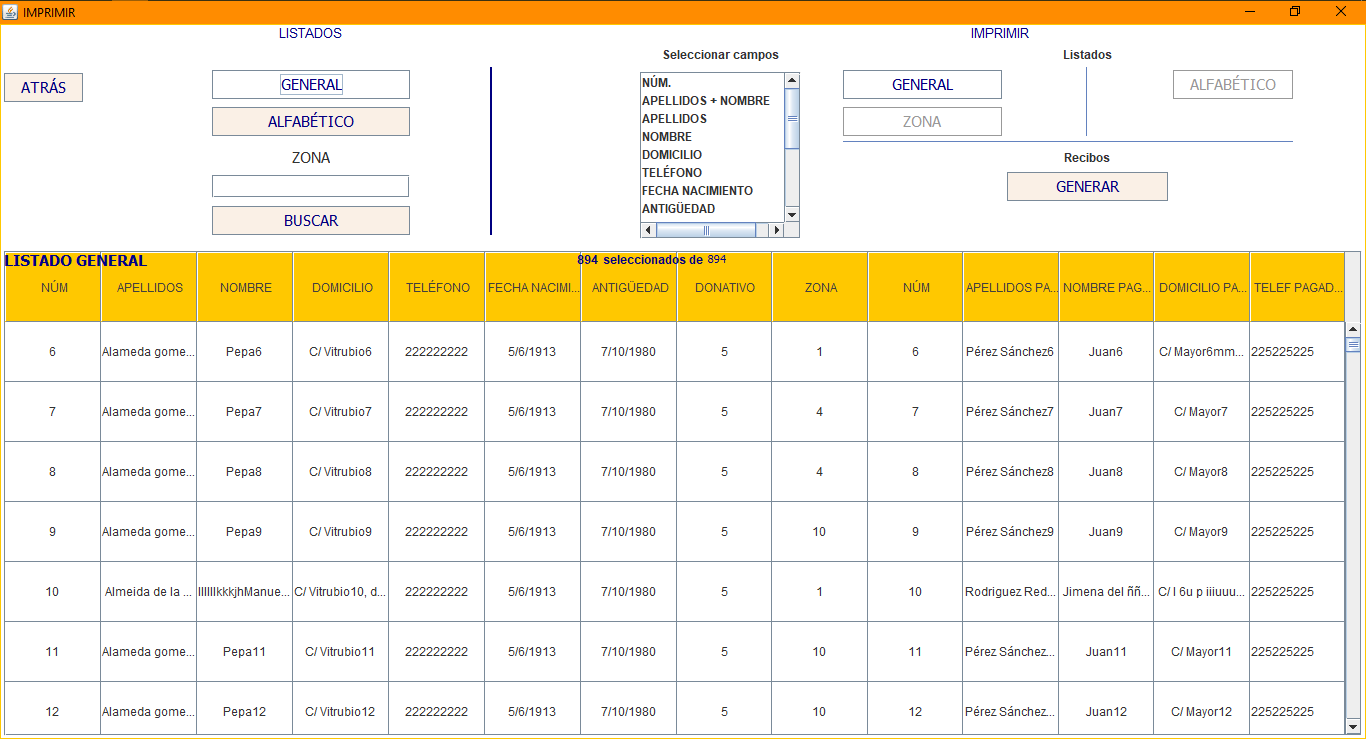 IMPRIMIR
LISTADOS
IMPRIMIR
Seleccionar campos
Listados
ATRÁS
GENERAL
ALFABÉTICO
ZONA
BUSCAR
NÚM.
APELLIDOS + NOMBRE
APELLIDOS
NOMBRE
DOMICILIO
TELÉFONO
FECHA NACIMIENTO
ANTIGÜEDAD
GENERAL
ALFABÉTICO
ZONA
Recibos
GENERAR
LISTADO GENERAL 894 seleccionados de 894
NÚM APELLIDOS NOMBRE DOMICILIO TELÉFONO FECHA NACIMI... ANTIGÜEDAD DONATIVO ZONA NÚM APELLIDOS PA... NOMBRE PAG... DOMICILIO PA... TELEF PAGAD...
6 Alameda gome... Pepa6 C/ Vitrubio6 222222222 5/6/1913 7/10/1980 5 1 6 Pérez Sánchez6 Juan6 C/ Mayor6mm... 225225225
7 Alameda gome... Pepa7 C/ Vitrubio7 222222222 5/6/1913 7/10/1980 5 4 7 Pérez Sánchez7 Juan7 C/ Mayor7 225225225
8 Alameda gome... Pepa8 C/ Vitrubio8 222222222 5/6/1913 7/10/1980 5 4 8 Pérez Sánchez8 Juan8 C/ Mayor8 225225225
9 Alameda gome... Pepa9 C/ Vitrubio9 222222222 5/6/1913 7/10/1980 5 10 9 Pérez Sánchez9 Juan9 C/ Mayor9 225225225
10 Almeida de la ... C/ Vitrubio10, d... 222222222 5/6/1913 7/10/1980 5 1 10 Rodriguez Red... Jimena del ññ... C/ l 6u p iiiuuu... 225225225
11 Alameda gome... Pepa11 C/ Vitrubio11 222222222 5/6/1913 7/10/1980 5 10 11 Pérez Sánchez... Juan11 C/ Mayor11 225225225
12 Alameda gome... Pepa12 C/ Vitrubio12 222222222 5/6/1913 7/10/1980 5 10 12 Pérez Sánchez... Juan12 C/ Mayor12 225225225